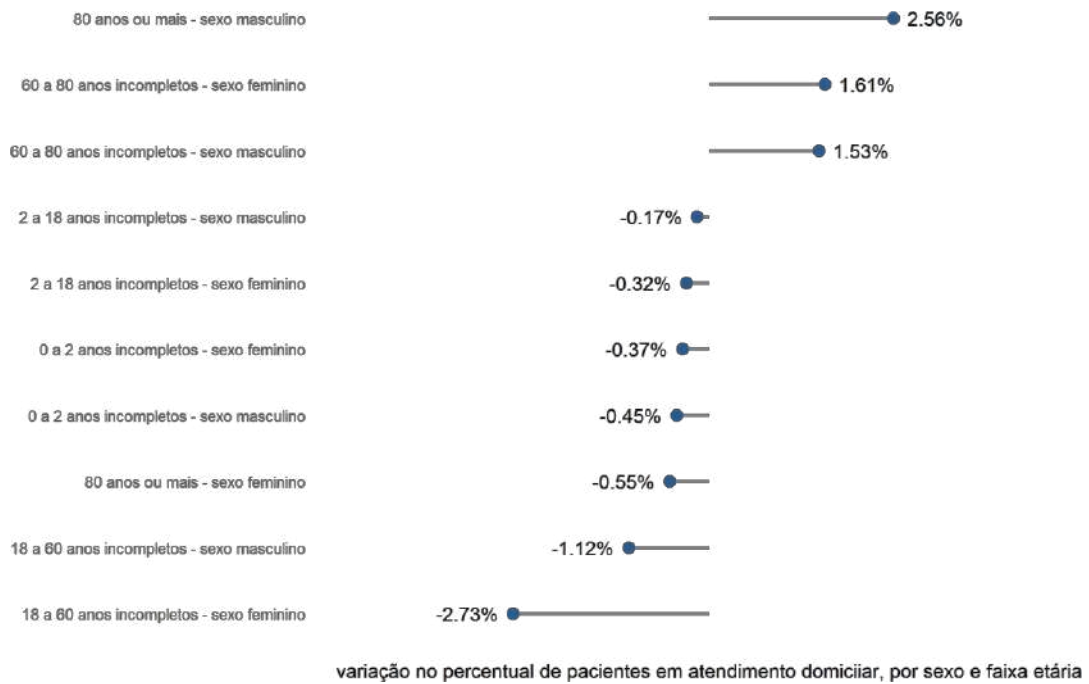 80 anos ou mais - sexo masculino 2.56%
60 a 80 anos incompletos - sexo feminino 1.61%
60 a 80 anos incompletos - sexo masculino 1.53%
2 a 18 anos incompletos - sexo masculino -0.17%
2 a 18 anos incompletos - sexo feminino -0.32%
0 a 2 anos incompletos - sexo feminino -0.37%
0 a 2 anos incompletos - sexo masculino -0.45%
80 anos ou mais - sexo feminino -0.55%
18 a 60 anos incompletos - sexo masculino -1.12%
18 a 60 anos incompletos - sexo feminino -2.73%
variação no percentual de pacientes em atendimento domiciiar, por sexo e faixa etária